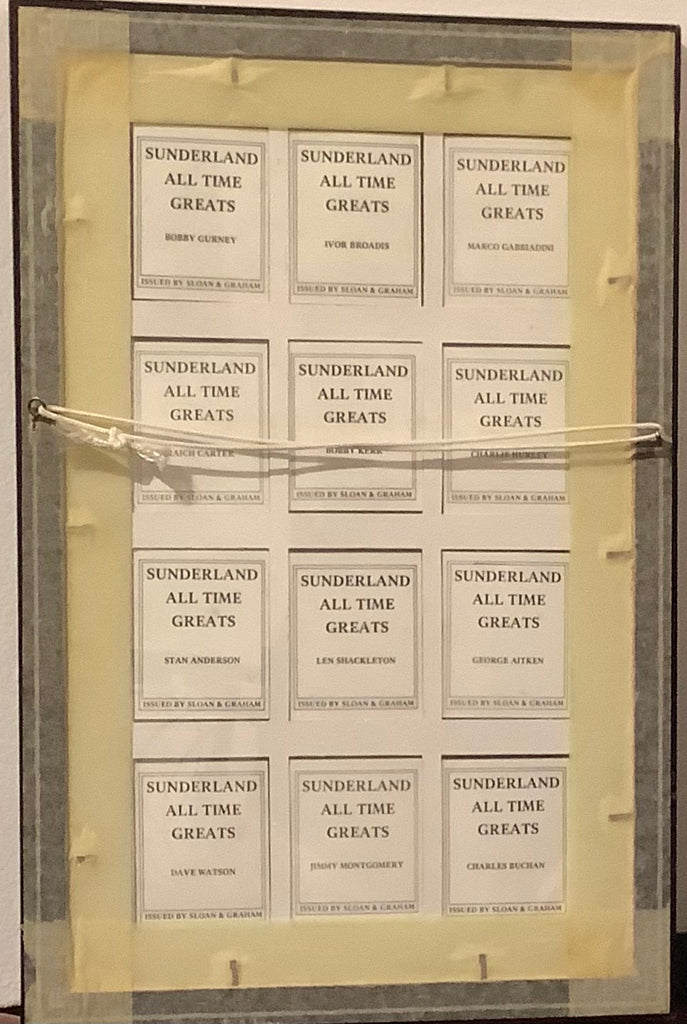 SUNDERLAND
ALL TIME
GREATS
BOBBY GURNEY
ISSUED BY SLOAN & GRAHAM
SUNDERLAND
ALL TIME
GREATS
IVOR BROADIS
ISSUED BY SLOAN & GRAHAM
SUNDERLAND
ALL TIME
GREATS
MARCO GABBIADINI
ISSUED BY SLOAN & GRAHAM
SUNDERLAND
ALL TIME
GREATS
RAICH CARTER
ISSUED BY SLOAN & GRAHAM
SUNDERLAND
ALL TIME
GREATS
BOBBY KERR
ISSUED BY SLOAN & GRAHAM
SUNDERLAND
ALL TIME
GREATS
CHARLIE HURLEY
ISSUED BY SLOAN & GRAHAM
SUNDERLAND
ALL TIME
GREATS
STAN ANDERSON
ISSUED BY SLOAN & GRAHAM
SUNDERLAND
ALL TIME
GREATS
LEN SHACKLETON
ISSUED BY SLOAN & GRAHAM
SUNDERLAND
ALL TIME
GREATS
GEORGE AITKEN
ISSUED BY SLOAN & GRAHAM
SUNDERLAND
ALL TIME
GREATS
DAVE WATSON
ISSUED BY SLOAN & GRAHAM
SUNDERLAND
ALL TIME
GREATS
JIMMY MONTGOMERY
ISSUED BY SLOAN & GRAHAM
SUNDERLAND
ALL TIME
GREATS
CHARLES BUCHAN
ISSUED BY SLOAN & GRAHAM